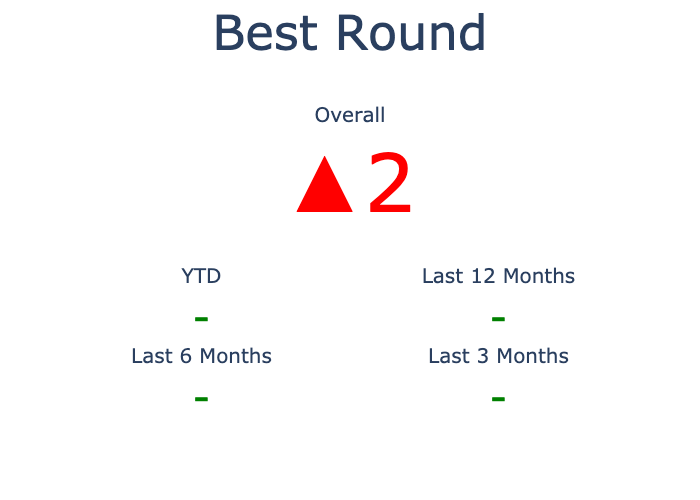 Best Round
Overall
▲2
YTD
Last 12 Months
-
-
Last 6 Months
Last 3 Months
-
-